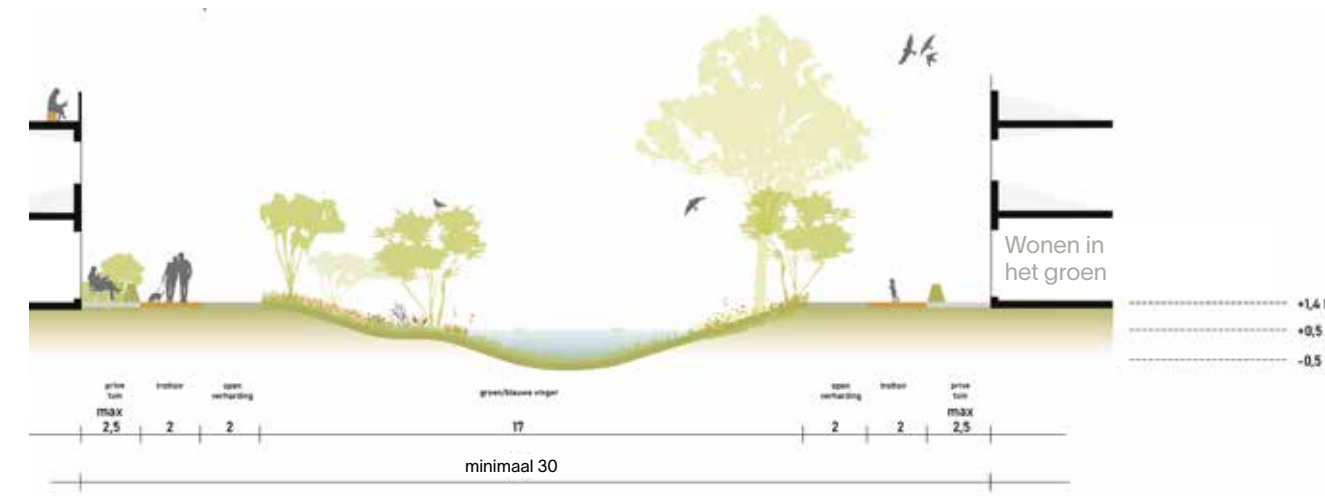 Wonen in
het groen
+1,4
+0,5
-0,5
prive
tuin
trottoir
open
verharding
groen/blauwe vinger
open
verharding
trottoir
prive
tuin
max
2,5
2
2
17
2
2
max
2,5
minimaal 30